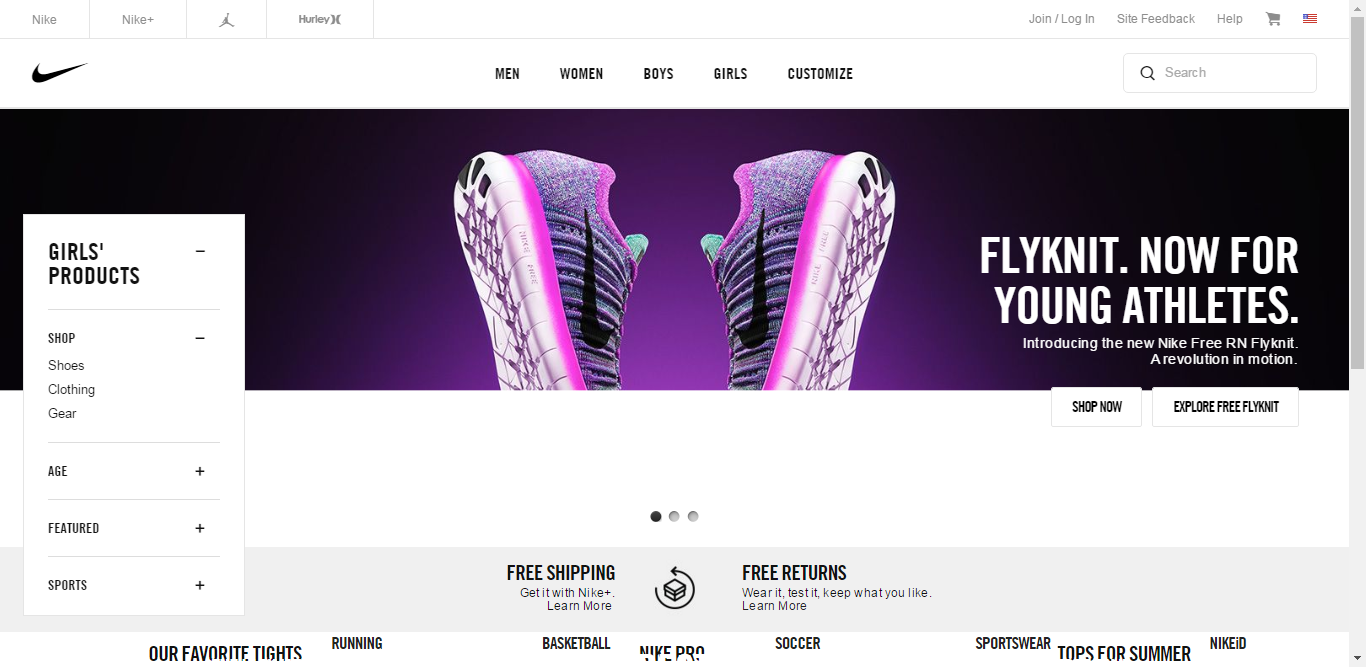 Nike
Nike+
Hurley
Join / Log In
Site Feedback
Help
MEN
WOMEN
BOYS
GIRLS
CUSTOMIZE
Search
FLYKNIT. NOW FOR
YOUNG ATHLETES.
Introducing the new Nike Free RN Flyknit.
A revolution in motion.
SHOP NOW
EXPLORE FREE FLYKNIT
GIRLS'
PRODUCTS
SHOP
Shoes
Clothing
Gear
AGE
FEATURED
SPORTS
FREE SHIPPING
Get it with Nike+.
Learn More
FREE RETURNS
Wear it, test it, keep what you like.
Learn More
RUNNING
BASKETBALL
SOCCER
SPORTSWEAR
NIKEiD
OUR FAVORITE TIGHTS
NIKE PRO
TOPS FOR SUMMER